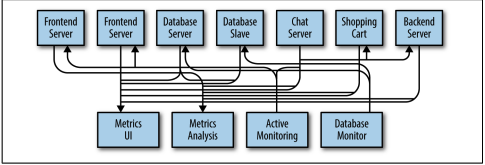 Frontend
Server
Frontend
Server
Database
Server
Database
Slave
Chat
Server
Shopping
Cart
Backend
Server
Metrics
UI
Metrics
Analysis
Active
Monitoring
Database
Monitor